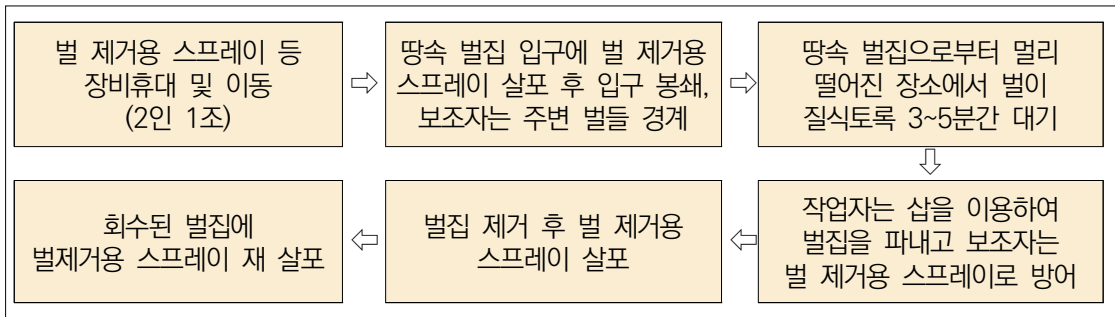 벌 제거용 스프레이 등
장비휴대 및 이동
(2인 1조)
땅속 벌집 입구에 벌 제거용
스프레이 살포 후 입구 봉쇄,
보조자는 주변 벌들 경계
땅속 벌집으로부터 멀리
떨어진 장소에서 벌이
질식토록 3~5분간 대기
작업자는 삽을 이용하여
벌집을 파내고 보조자는
벌 제거용 스프레이로 방어
벌집 제거 후 벌 제거용
스프레이 살포
회수된 벌집에
벌제거용 스프레이 재 살포